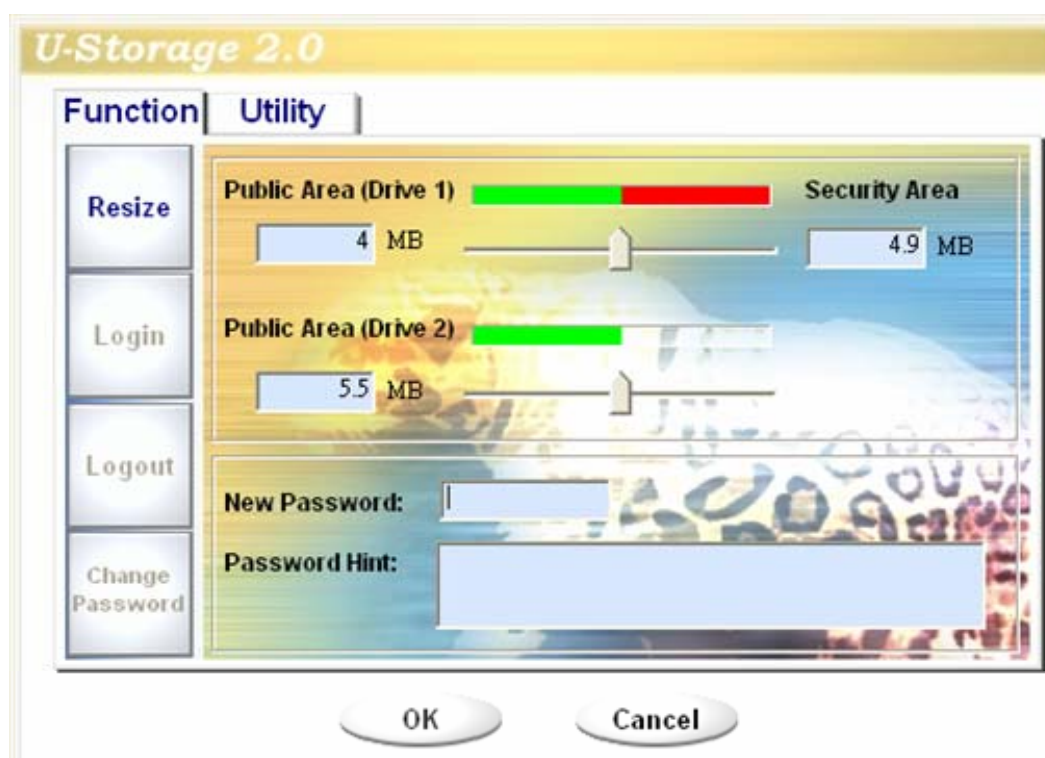 U-Storage 2.0
Function Utility
Resize
Login
Logout
Change
Password
Public Area (Drive 1)
Security Area
4 MB
4.9 MB
Public Area (Drive 2)
5.5 MB
New Password:
Password Hint:
OK Cancel